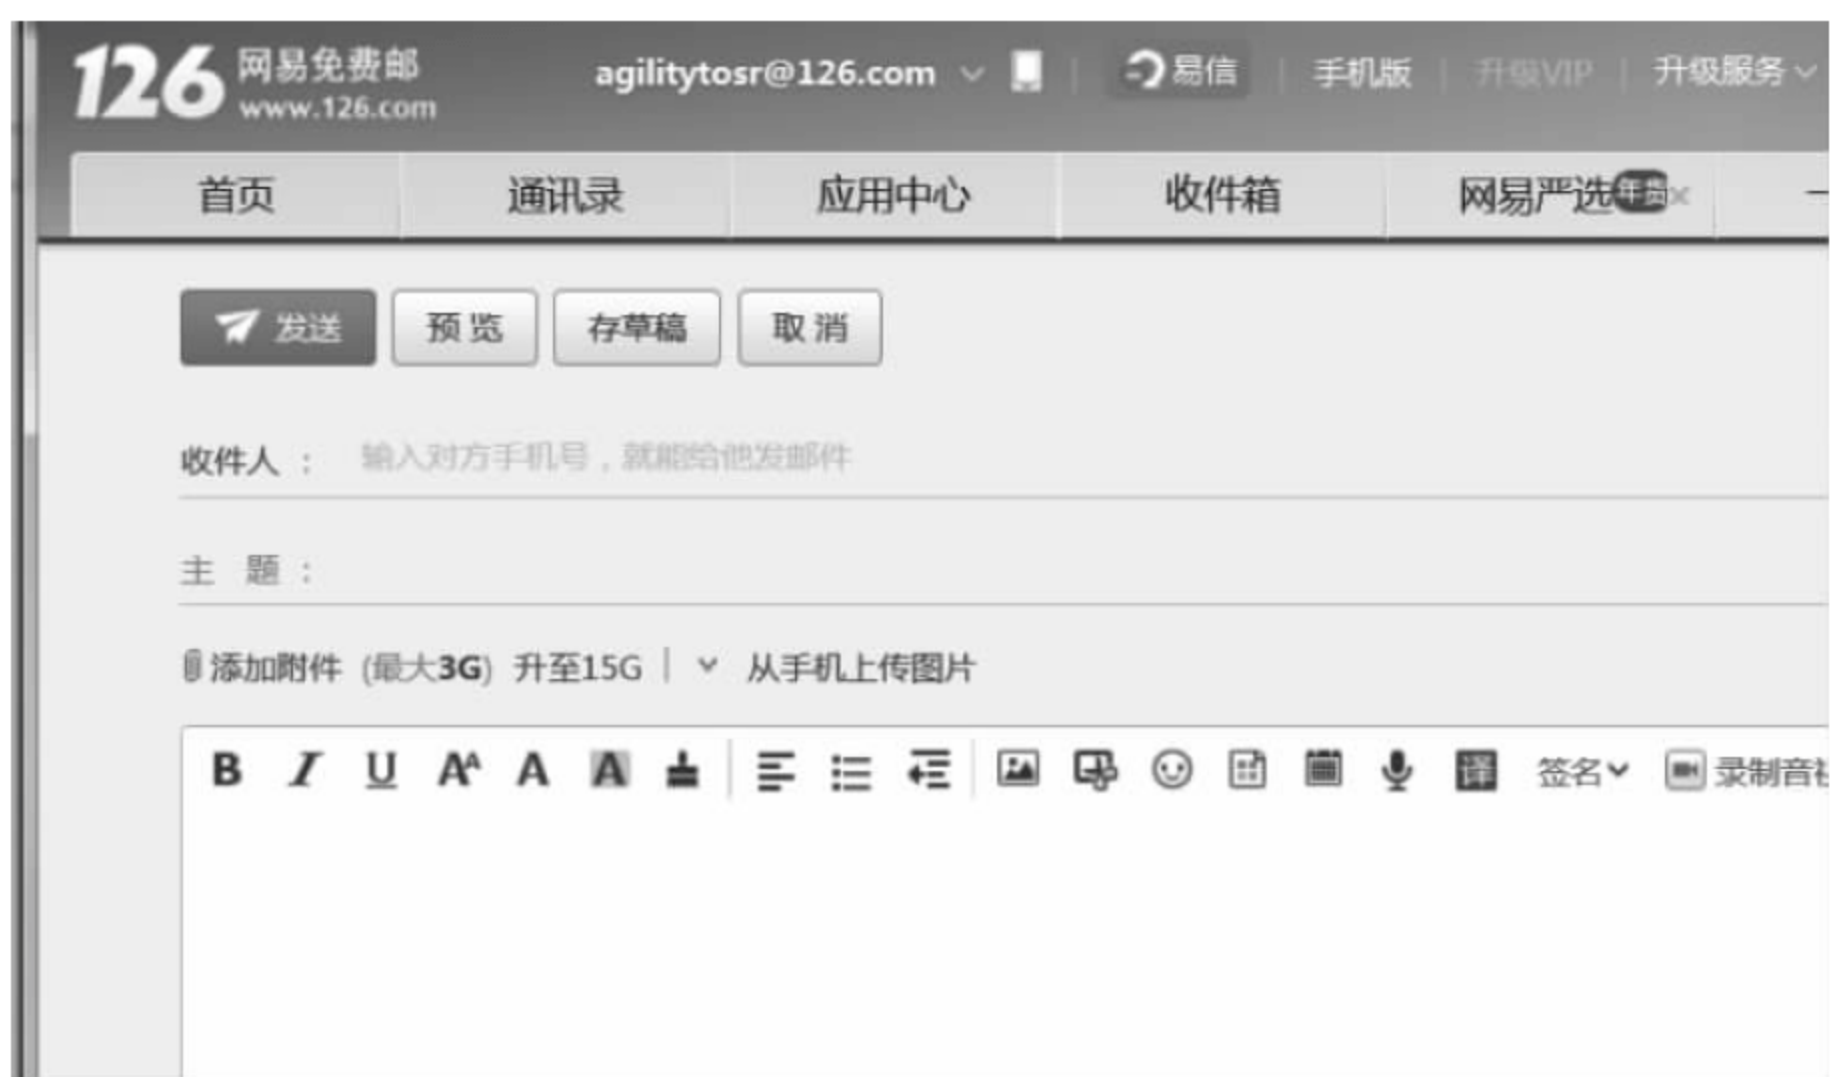 126 网易免费邮 agilitytosr@126.com 易信 手机版 升级VIP 升级服务
www.126.com
首页 通讯录 应用中心 收件箱 网易严选
发送 预览 存草稿 取消
收件人： 输入对方手机号，就能给他发邮件
主 题：
添加附件 (最大3G) 升至15G 从手机上传图片
B I U AA A A 译 签名 录制音